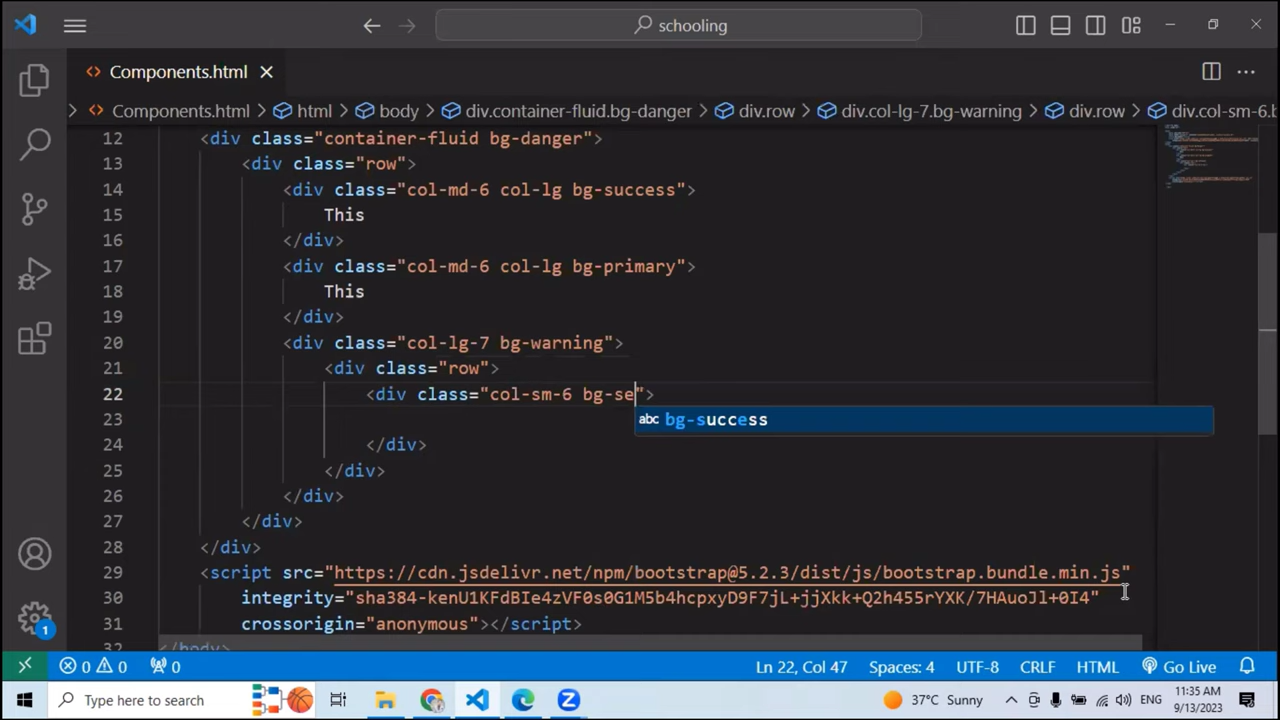 schooling
Components.html
Components.html html body div.container-fluid.bg-danger div.row div.col-lg-7.bg-warning div.row div.col-sm-6.b
12 <div class="container-fluid bg-danger">
13 <div class="row">
14 <div class="col-md-6 col-lg bg-success">
15 This
16 </div>
17 <div class="col-md-6 col-lg bg-primary">
18 This
19 </div>
20 <div class="col-lg-7 bg-warning">
21 <div class="row">
22 <div class="col-sm-6 bg-se">
23 abc bg-success
24 </div>
25 </div>
26 </div>
27 </div>
28 </div>
29 <script src="https://cdn.jsdelivr.net/npm/bootstrap@5.2.3/dist/js/bootstrap.bundle.min.js"
30 integrity="sha384-kenU1KFdBIe4zVF0s0G1M5b4hcpxyD9F7jL+jjXkk+Q2h455rYXK/7HAuoJl+0I4"
31 crossorigin="anonymous"></script>
32 </body>
1
0 0 0 Ln 22, Col 47 Spaces: 4 UTF-8 CRLF HTML Go Live
Type here to search 37°C Sunny ENG 11:35 AM
9/13/2023